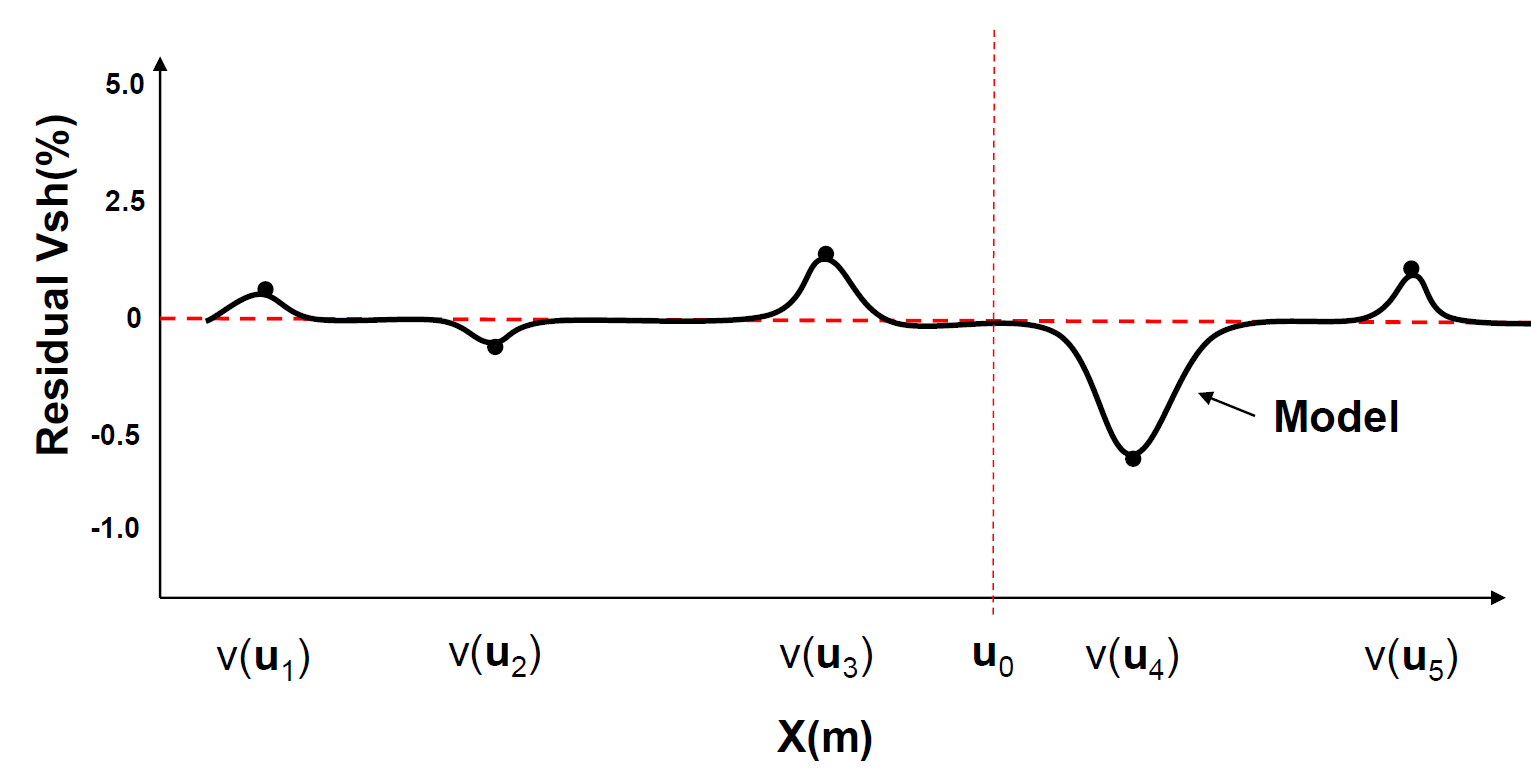 Residual Vsh(%)
5.0
2.5
0
-0.5
-1.0
Model
v(u1)
v(u2)
v(u3)
u0
v(u4)
v(u5)
X(m)